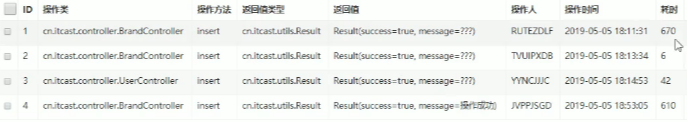 ID 操作类 操作方法 返回值类型 返回值 操作人 操作时间 耗时
1 cn.itcast.controller.BrandController insert cn.itcast.utils.Result Result(success=true, message=???) RUTEZDLF 2019-05-05 18:11:31 670
2 cn.itcast.controller.BrandController insert cn.itcast.utils.Result Result(success=true, message=???) TVUIPXDB 2019-05-05 18:13:34 6
3 cn.itcast.controller.UserController insert cn.itcast.utils.Result Result(success=true, message=???) YYNCJJJC 2019-05-05 18:14:53 42
4 cn.itcast.controller.BrandController insert cn.itcast.utils.Result Result(success=true, message=操作成功) JVPPJSGD 2019-05-05 18:53:05 610